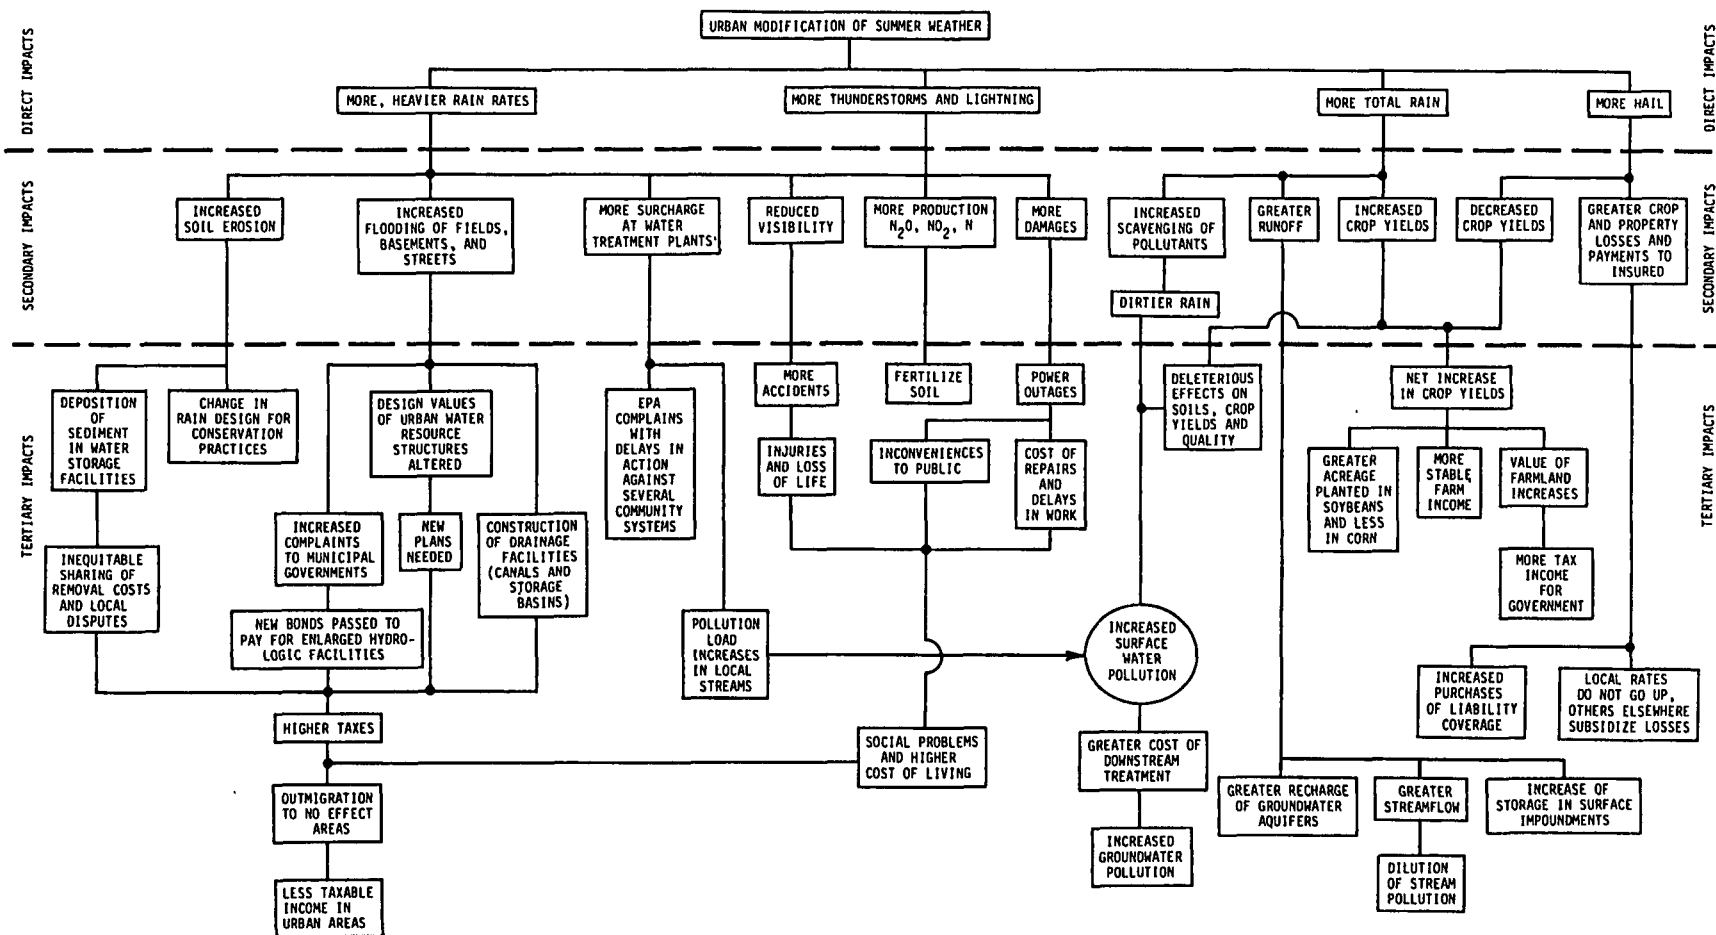 URBAN MODIFICATION OF SUMMER WEATHER
DIRECT IMPACTS
DIRECT IMPACTS
MORE, HEAVIER RAIN RATES
MORE THUNDERSTORMS AND LIGHTNING
MORE TOTAL RAIN
MORE HAIL
SECONDARY IMPACTS
SECONDARY IMPACTS
INCREASED
SOIL EROSION
INCREASED
FLOODING OF FIELDS,
BASEMENTS, AND
STREETS
MORE SURCHARGE
AT WATER
TREATMENT PLANTS
REDUCED
VISIBILITY
MORE PRODUCTION
N2O, NO2, N
MORE
DAMAGES
INCREASED
SCAVENGING OF
POLLUTANTS
DIRTIER RAIN
GREATER
RUNOFF
INCREASED
CROP YIELDS
DECREASED
CROP YIELDS
GREATER CROP
AND PROPERTY
LOSSES AND
PAYMENTS TO
INSURED
TERTIARY IMPACTS
TERTIARY IMPACTS
DEPOSITION
OF
SEDIMENT
IN WATER
STORAGE
FACILITIES
CHANGE IN
RAIN DESIGN FOR
CONSERVATION
PRACTICES
DESIGN VALUES
OF URBAN WATER
RESOURCE
STRUCTURES
ALTERED
EPA
COMPLAINS
WITH
DELAYS IN
ACTION
AGAINST
SEVERAL
COMMUNITY
SYSTEMS
MORE
ACCIDENTS
FERTILIZE
SOIL
POWER
OUTAGES
DELETERIOUS
EFFECTS ON
SOILS, CROP
YIELDS AND
QUALITY
NET INCREASE
IN CROP YIELDS
INJURIES
AND LOSS
OF LIFE
INCONVENIENCES
TO PUBLIC
COST OF
REPAIRS
AND
DELAYS
IN WORK
GREATER
ACREAGE
PLANTED IN
SOYBEANS
AND LESS
IN CORN
MORE
STABLE
FARM
INCOME
VALUE OF
FARMLAND
INCREASES
INEQUITABLE
SHARING OF
REMOVAL COSTS
AND LOCAL
DISPUTES
INCREASED
COMPLAINTS
TO MUNICIPAL
GOVERNMENTS
NEW
PLANS
NEEDED
CONSTRUCTION
OF DRAINAGE
FACILITIES
(CANALS AND
STORAGE
BASINS)
MORE TAX
INCOME
FOR
GOVERNMENT
NEW BONDS PASSED TO
PAY FOR ENLARGED HYDRO-
LOGIC FACILITIES
POLLUTION
LOAD
INCREASES
IN LOCAL
STREAMS
INCREASED
SURFACE
WATER
POLLUTION
INCREASED
PURCHASES
OF LIABILITY
COVERAGE
LOCAL RATES
DO NOT GO UP,
OTHERS ELSEWHERE
SUBSIDIZE LOSSES
HIGHER TAXES
SOCIAL PROBLEMS
AND HIGHER
COST OF LIVING
GREATER COST OF
DOWNSTREAM
TREATMENT
OUTMIGRATION
TO NO EFFECT
AREAS
GREATER RECHARGE
OF GROUNDWATER
AQUIFERS
GREATER
STREAMFLOW
INCREASE OF
STORAGE IN SURFACE
IMPOUNDMENTS
INCREASED
GROUNDWATER
POLLUTION
DILUTION
OF STREAM
POLLUTION
LESS TAXABLE
INCOME IN
URBAN AREAS